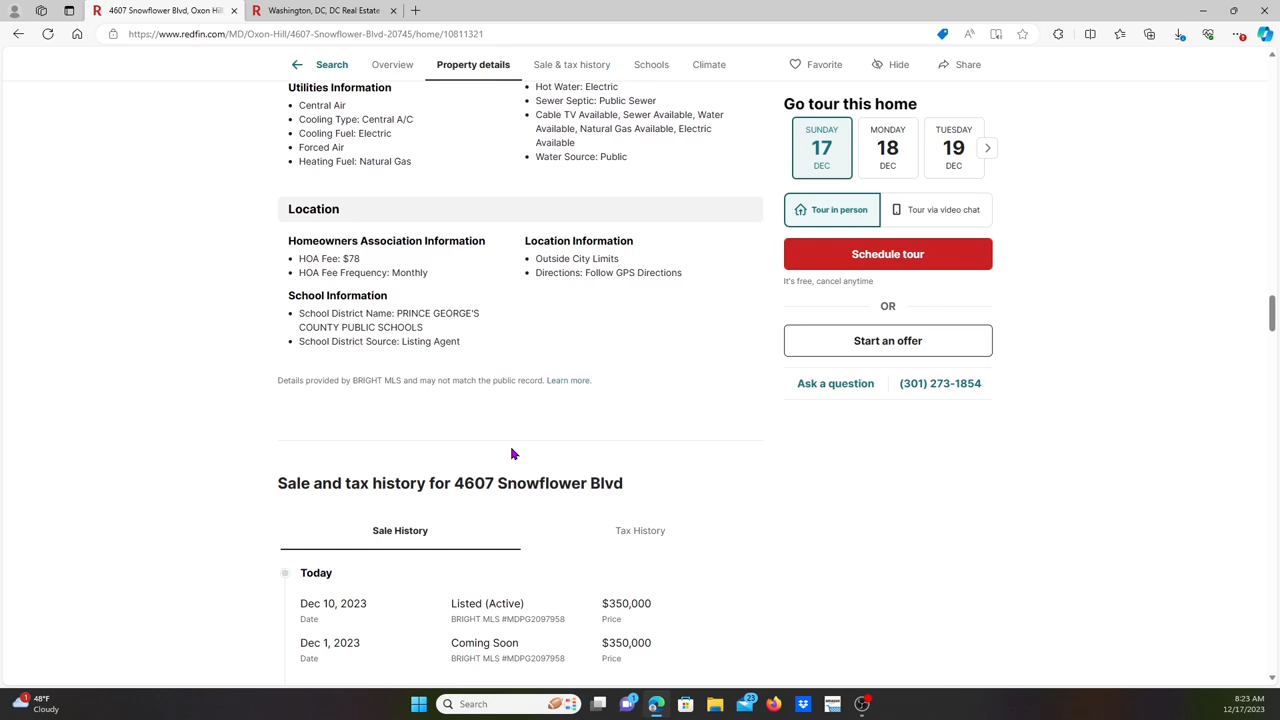 4607 Snowflower Blvd, Oxon Hil
Washington, DC, DC Real Estate
https://www.redfin.com/MD/Oxon-Hill/4607-Snowflower-Blvd-20745/home/10811321
Search Overview Property details Sale & tax history Schools Climate Favorite Hide Share
Utilities Information
• Central Air
• Cooling Type: Central A/C
• Cooling Fuel: Electric
• Forced Air
• Heating Fuel: Natural Gas
• Hot Water: Electric
• Sewer Septic: Public Sewer
• Cable TV Available, Sewer Available, Water
Available, Natural Gas Available, Electric
Available
• Water Source: Public
Location
Homeowners Association Information
• HOA Fee: $78
• HOA Fee Frequency: Monthly
School Information
• School District Name: PRINCE GEORGE'S
COUNTY PUBLIC SCHOOLS
• School District Source: Listing Agent
Location Information
• Outside City Limits
• Directions: Follow GPS Directions
Details provided by BRIGHT MLS and may not match the public record. Learn more.
Sale and tax history for 4607 Snowflower Blvd
Sale History Tax History
Today
Dec 10, 2023 Listed (Active) $350,000
Date BRIGHT MLS #MDPG2097958 Price
Dec 1, 2023 Coming Soon $350,000
Date BRIGHT MLS #MDPG2097958 Price
Go tour this home
SUNDAY MONDAY TUESDAY
17 18 19
DEC DEC DEC
Tour in person Tour via video chat
Schedule tour
It's free, cancel anytime
OR
Start an offer
Ask a question (301) 273-1854
1 48°F
Cloudy
Search
1
23
amazon
8:23 AM
12/17/2023